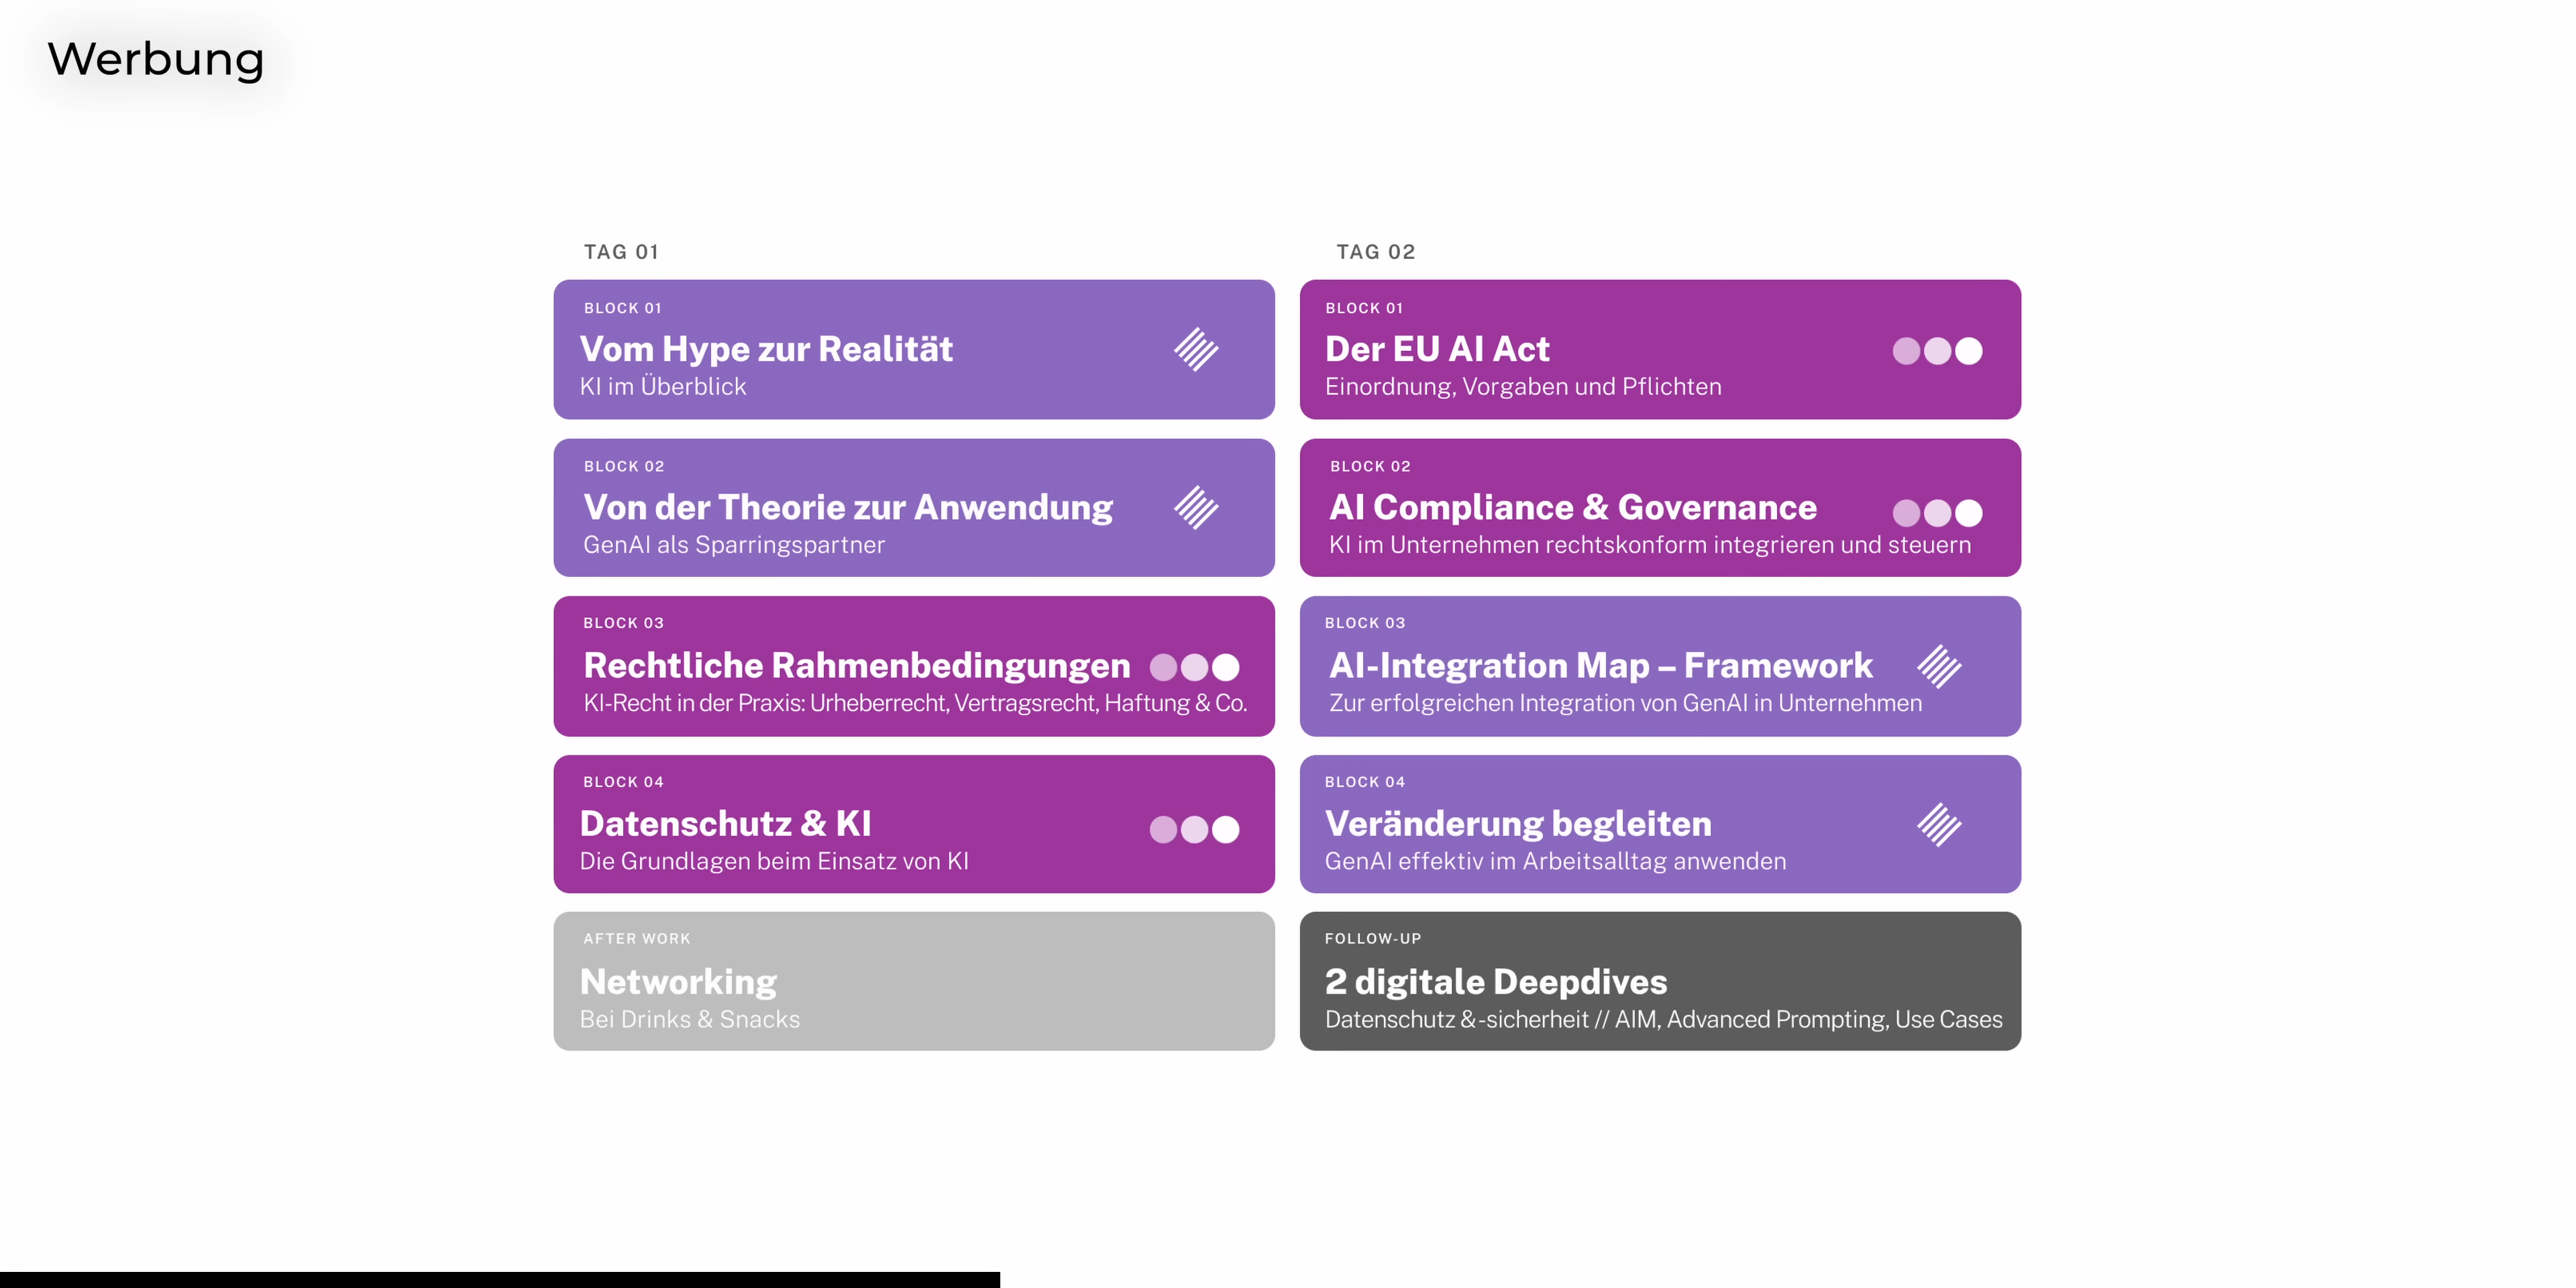 Werbung
TAG 01
BLOCK 01
Vom Hype zur Realität
KI im Überblick
BLOCK 02
Von der Theorie zur Anwendung
GenAI als Sparringspartner
BLOCK 03
Rechtliche Rahmenbedingungen
KI-Recht in der Praxis: Urheberrecht, Vertragsrecht, Haftung & Co.
BLOCK 04
Datenschutz & KI
Die Grundlagen beim Einsatz von KI
AFTER WORK
Networking
Bei Drinks & Snacks
TAG 02
BLOCK 01
Der EU AI Act
Einordnung, Vorgaben und Pflichten
BLOCK 02
AI Compliance & Governance
KI im Unternehmen rechtskonform integrieren und steuern
BLOCK 03
AI-Integration Map – Framework
Zur erfolgreichen Integration von GenAI in Unternehmen
BLOCK 04
Veränderung begleiten
GenAI effektiv im Arbeitsalltag anwenden
FOLLOW-UP
2 digitale Deepdives
Datenschutz &-sicherheit // AIM, Advanced Prompting, Use Cases